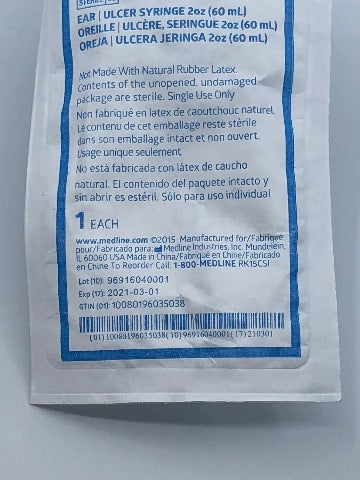 STERILE
EAR | ULCER SYRINGE 2oz (60 mL)
OREILLE | ULCÈRE, SERINGUE 2oz (60 mL)
OREJA | ULCERA JERINGA 2oz (60 mL)
Not Made With Natural Rubber Latex.
Contents of the unopened, undamaged
package are sterile. Single Use Only
Non fabriqué en latex de caoutchouc naturel.
Le contenu de cet emballage reste stérile
dans son emballage intact et non ouvert.
Usage unique seulement
No está fabricada con látex de caucho
natural. El contenido del paquete intacto y
sin abrir es estéril. Sólo para uso individual
1 EACH
www.medline.com ©2015 Manufactured for/Fabriqué
pour/Fabricado para: Medline Industries, Inc. Mundelein,
IL 60060 USA Made in China/Fabriqué en Chine/Fabricado
en China To Reorder Call: 1-800-MEDLINE RK15CSI
Lot (10): 96916040001
Exp (17): 2021-03-01
GTIN (01): 10080196035038
(01)10080196035038(10)96916040001(17)210301